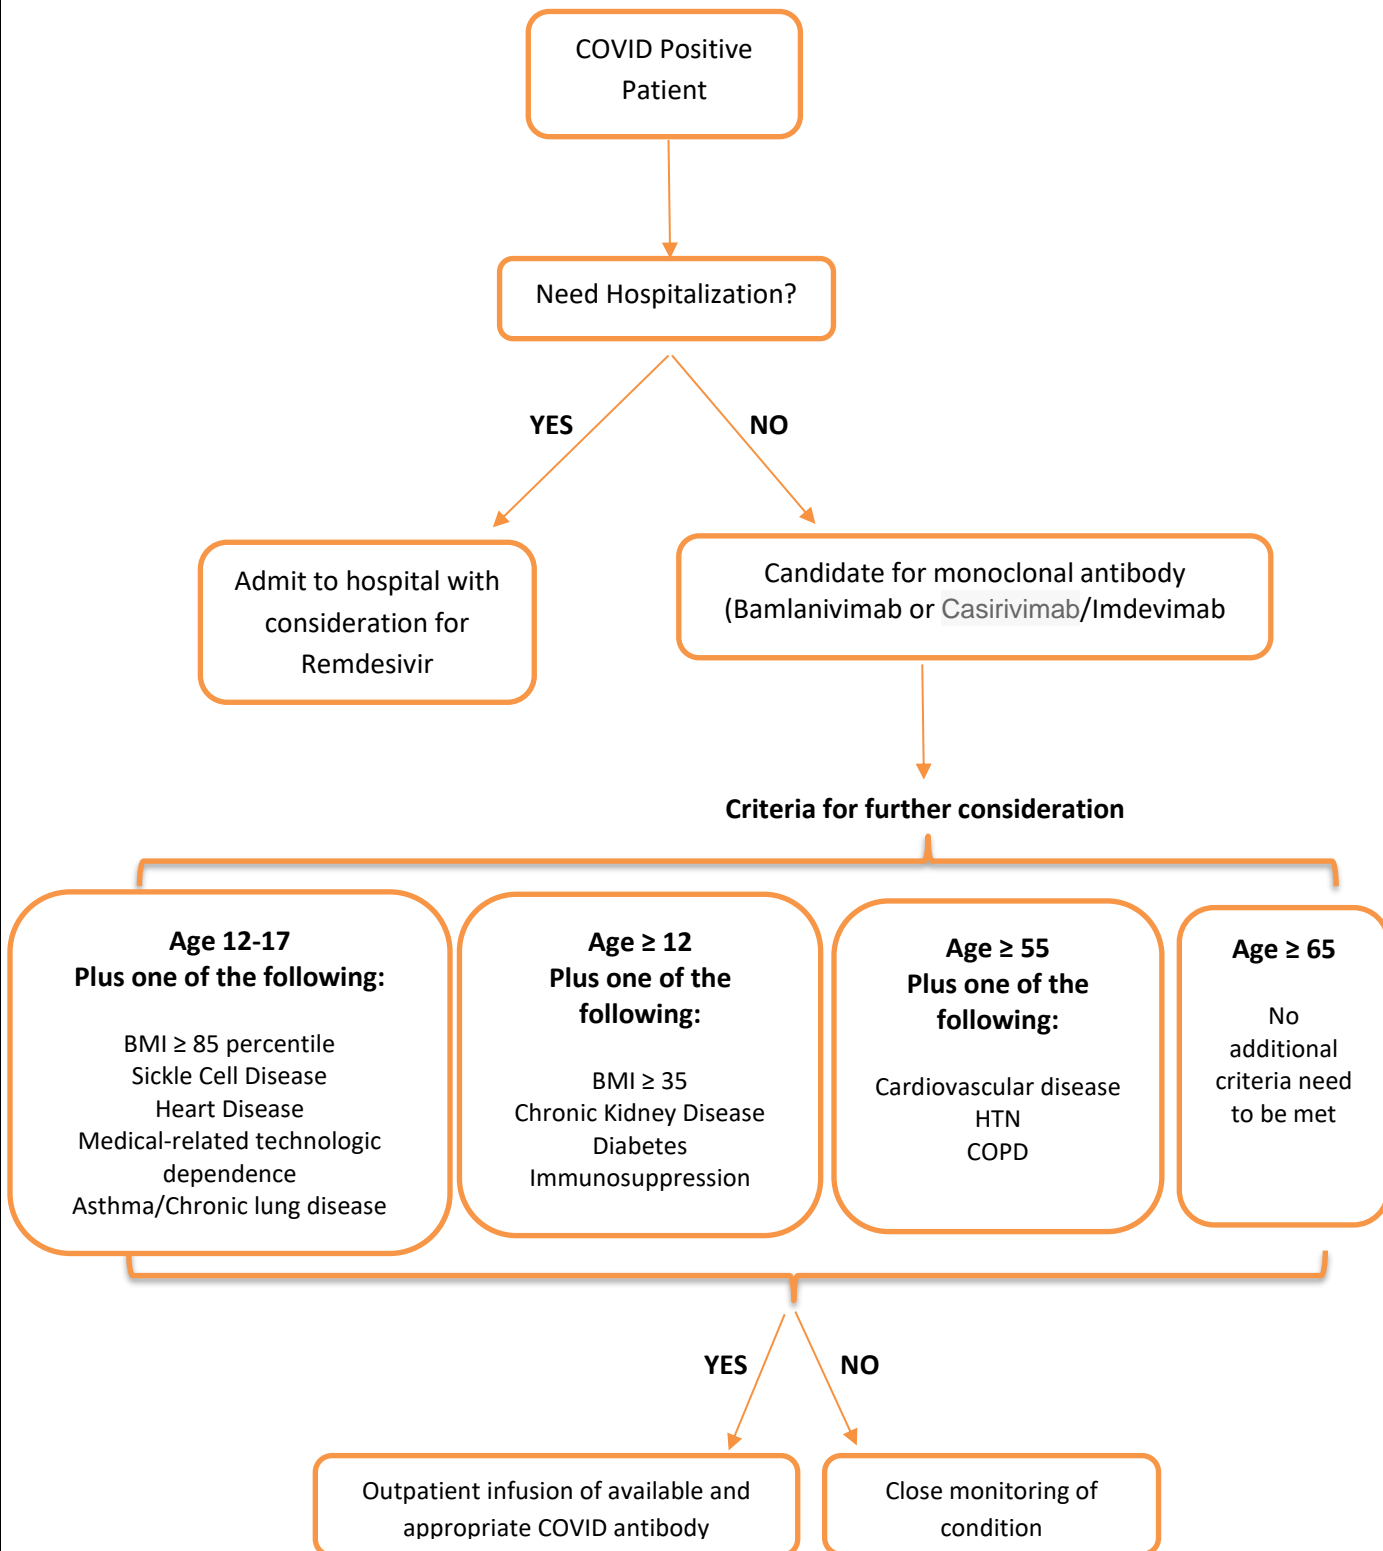 COVID Positive
Patient
Need Hospitalization?
YES
NO
Admit to hospital with
consideration for
Remdesivir
Candidate for monoclonal antibody
(Bamlanivimab or Casirivimab/Imdevimab
Criteria for further consideration
Age 12-17
Plus one of the following:
BMI ≥ 85 percentile
Sickle Cell Disease
Heart Disease
Medical-related technologic
dependence
Asthma/Chronic lung disease
Age ≥ 12
Plus one of the
following:
BMI ≥ 35
Chronic Kidney Disease
Diabetes
Immunosuppression
Age ≥ 55
Plus one of the
following:
Cardiovascular disease
HTN
COPD
Age ≥ 65
No
additional
criteria need
to be met
YES
NO
Outpatient infusion of available and
appropriate COVID antibody
Close monitoring of
condition